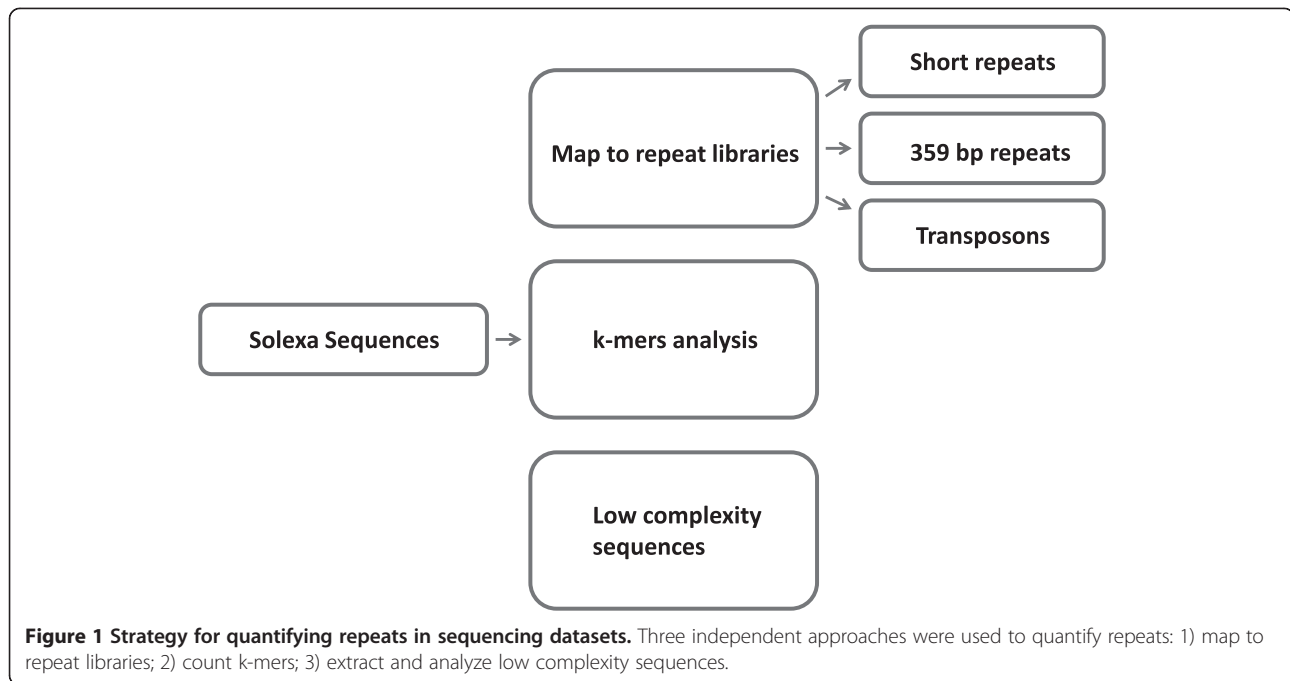 Short repeats
Map to repeat libraries
359 bp repeats
Transposons
Solexa Sequences
k-mers analysis
Low complexity
sequences
Figure 1 Strategy for quantifying repeats in sequencing datasets. Three independent approaches were used to quantify repeats: 1) map to
repeat libraries; 2) count k-mers; 3) extract and analyze low complexity sequences.